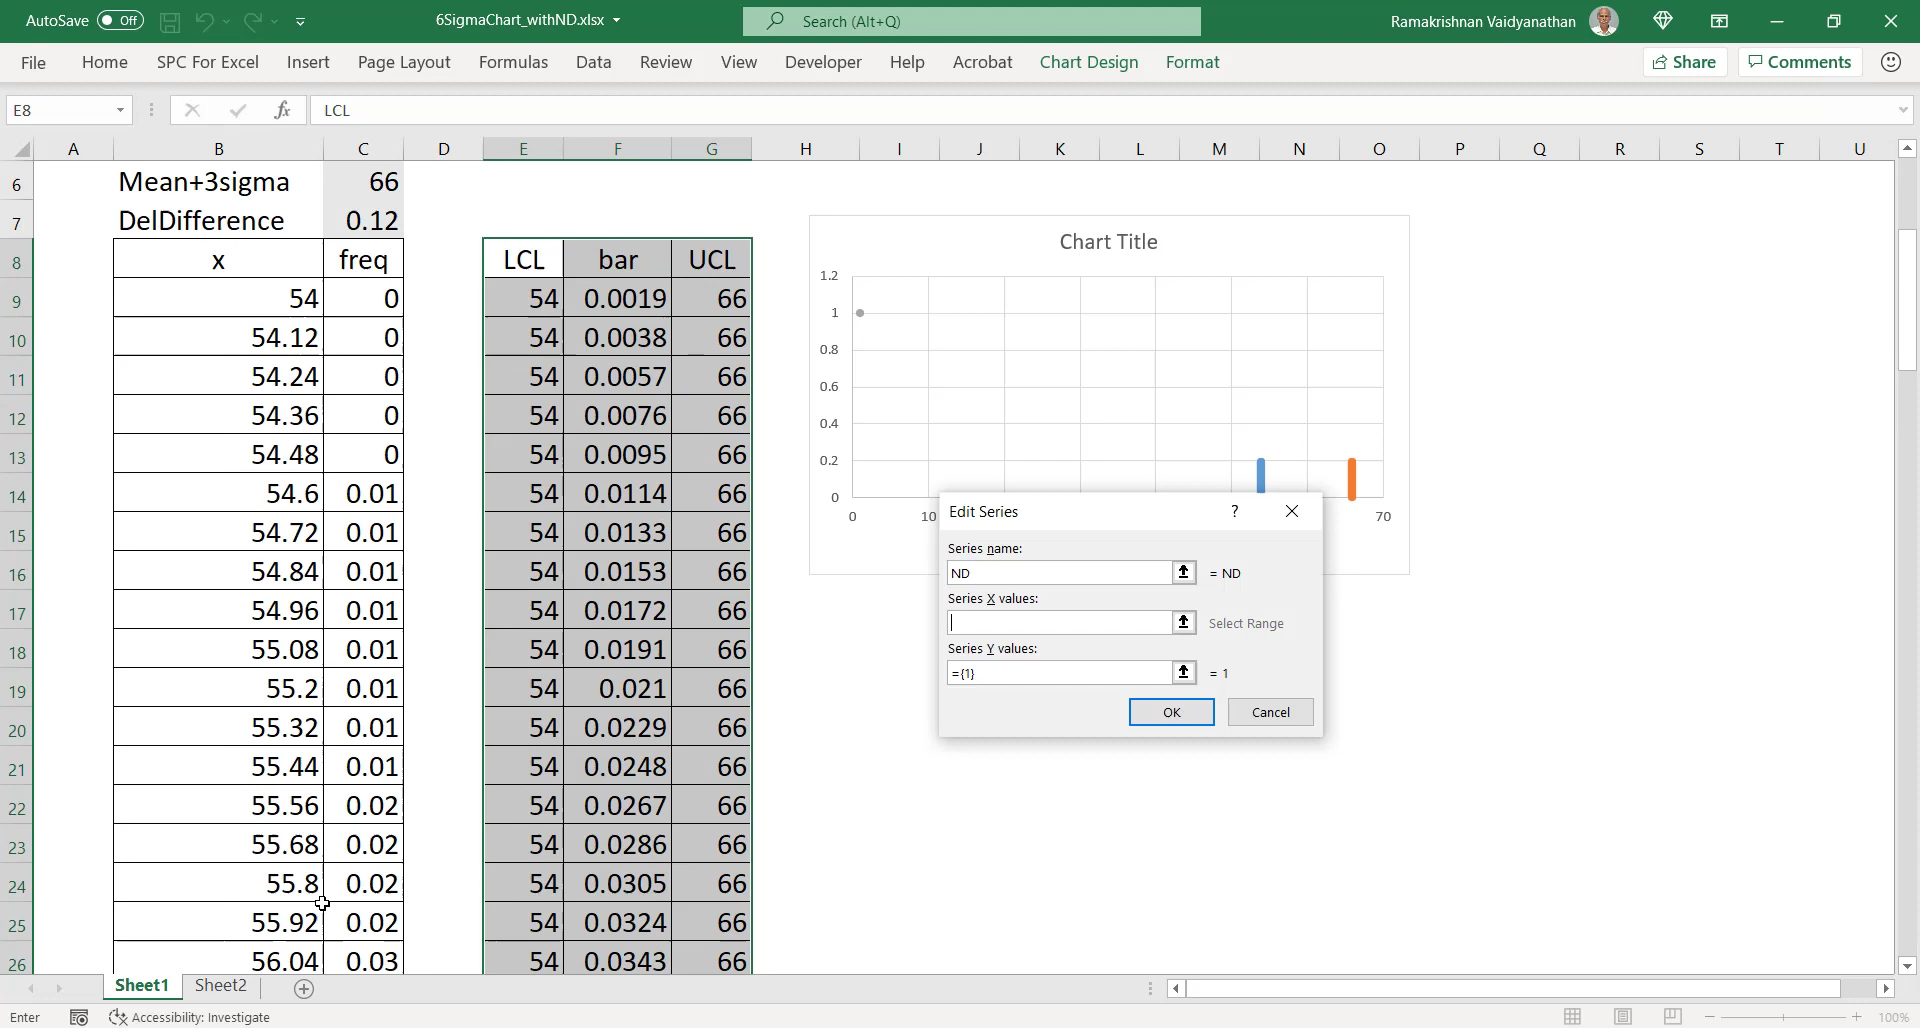 AutoSave Off 6SigmaChart_withND.xlsx Search (Alt+Q) Ramakrishnan Vaidyanathan
File Home SPC For Excel Insert Page Layout Formulas Data Review View Developer Help Acrobat Chart Design Format Share Comments
E8 fx LCL
A B C D E F G H I J K L M N O P Q R S T U
6 Mean+3sigma 66
7 DelDifference 0.12
8 x freq LCL bar UCL
9 54 0 54 0.0019 66
10 54.12 0 54 0.0038 66
11 54.24 0 54 0.0057 66
12 54.36 0 54 0.0076 66
13 54.48 0 54 0.0095 66
14 54.6 0.01 54 0.0114 66
15 54.72 0.01 54 0.0133 66
16 54.84 0.01 54 0.0153 66
17 54.96 0.01 54 0.0172 66
18 55.08 0.01 54 0.0191 66
19 55.2 0.01 54 0.021 66
20 55.32 0.01 54 0.0229 66
21 55.44 0.01 54 0.0248 66
22 55.56 0.02 54 0.0267 66
23 55.68 0.02 54 0.0286 66
24 55.8 0.02 54 0.0305 66
25 55.92 0.02 54 0.0324 66
26 56.04 0.03 54 0.0343 66
Chart Title
1.2
1
0.8
0.6
0.4
0.2
0
0 10 70
Edit Series ?
Series name:
ND = ND
Series X values:
Select Range
Series Y values:
={1} = 1
OK Cancel
Sheet1 Sheet2
Enter Accessibility: Investigate 100%